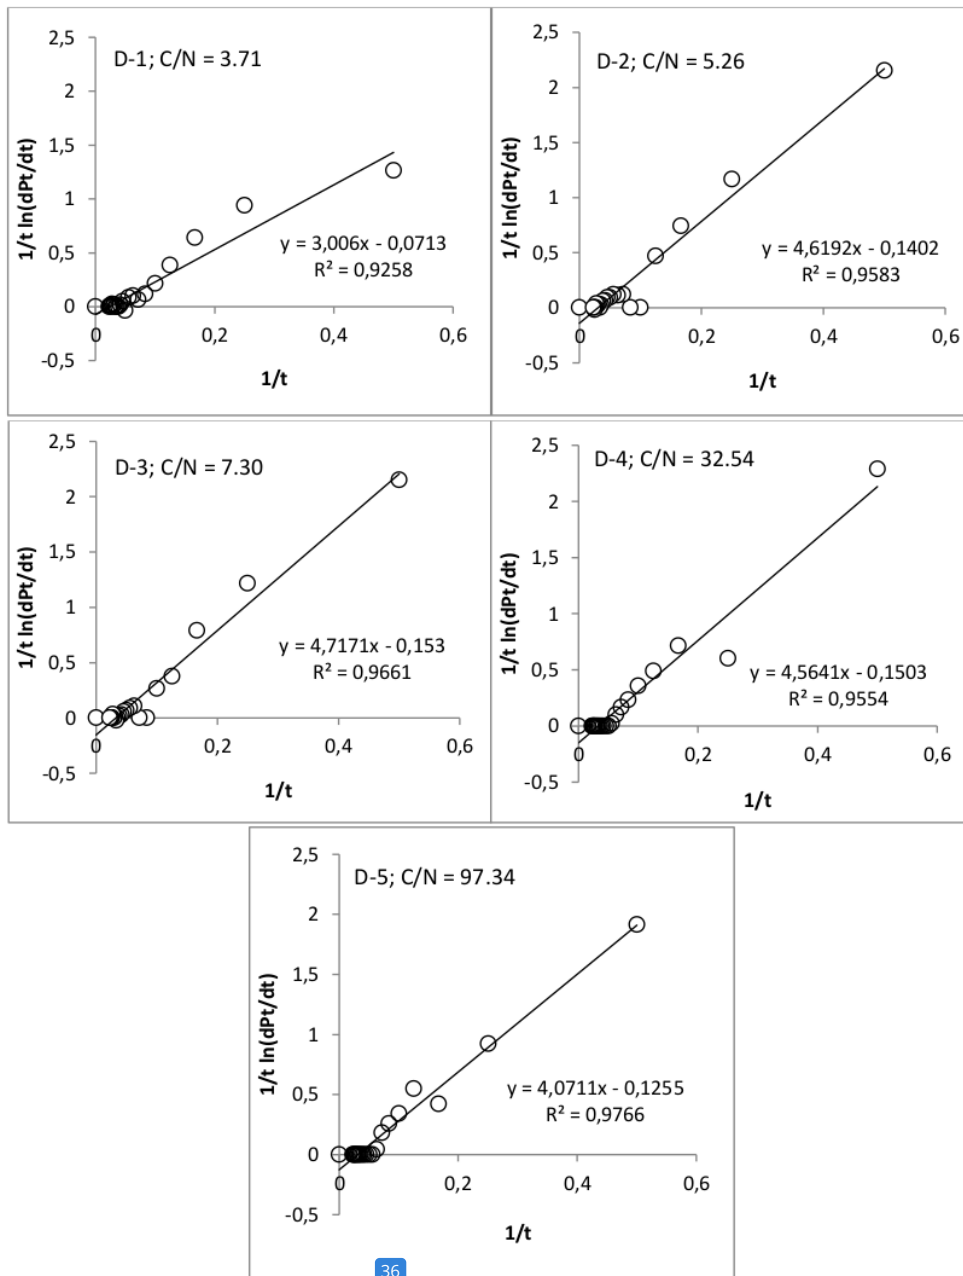 D-1; C/N = 3.71
2,5
2
1,5
1
0,5
0
-0,5
1/t ln(dPt/dt)
y = 3,006x - 0,0713
R² = 0,9258
0
0,2
0,4
0,6
1/t
D-2; C/N = 5.26
2,5
2
1,5
1
0,5
0
-0,5
1/t ln(dPt/dt)
y = 4,6192x - 0,1402
R² = 0,9583
0
0,2
0,4
0,6
1/t
D-3; C/N = 7.30
2,5
2
1,5
1
0,5
0
-0,5
1/t ln(dPt/dt)
y = 4,7171x - 0,153
R² = 0,9661
0
0,2
0,4
0,6
1/t
D-4; C/N = 32.54
2,5
2
1,5
1
0,5
0
-0,5
1/t ln(dPt/dt)
y = 4,5641x - 0,1503
R² = 0,9554
0
0,2
0,4
0,6
1/t
D-5; C/N = 97.34
2,5
2
1,5
1
0,5
0
-0,5
1/t ln(dPt/dt)
y = 4,0711x - 0,1255
R² = 0,9766
0
0,2
0,4
0,6
1/t
36